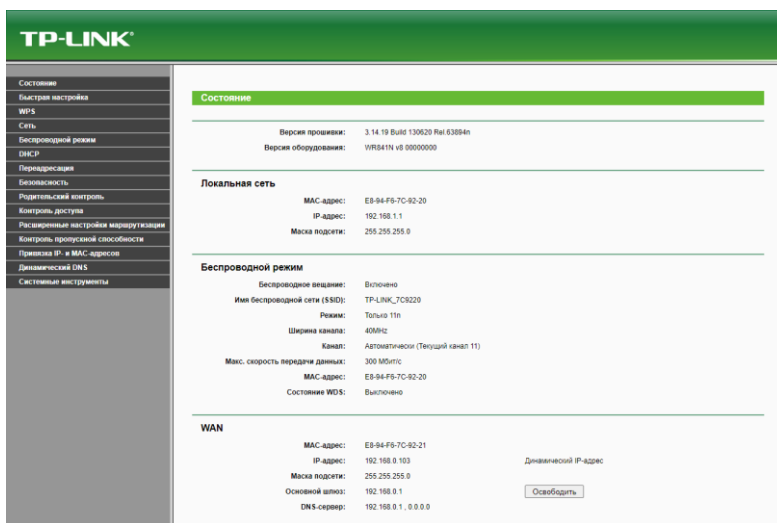 TP-LINK®
Состояние
Быстрая настройка
WPS
Сеть
Беспроводной режим
DHCP
Переадресация
Безопасность
Родительский контроль
Контроль доступа
Расширенные настройки маршрутизации
Контроль пропускной способности
Привязка IP- и MAC-адресов
Динамический DNS
Системные инструменты
Состояние
Версия прошивки: 3.14.19 Build 130620 Rel.63894n
Версия оборудования: WR841N v8 00000000
Локальная сеть
MAC-адрес: E8-94-F6-7C-92-20
IP-адрес: 192.168.1.1
Маска подсети: 255.255.255.0
Беспроводной режим
Беспроводное вещание: Включено
Имя беспроводной сети (SSID): TP-LINK_7C9220
Режим: Только 11n
Ширина канала: 40MHz
Канал: Автоматически (Текущий канал 11)
Макс. скорость передачи данных: 300 Мбит/с
MAC-адрес: E8-94-F6-7C-92-20
Состояние WDS: Выключено
WAN
MAC-адрес: E8-94-F6-7C-92-21
IP-адрес: 192.168.0.103 Динамический IP-адрес
Маска подсети: 255.255.255.0
Основной шлюз: 192.168.0.1 Освободить
DNS-сервер: 192.168.0.1 , 0.0.0.0